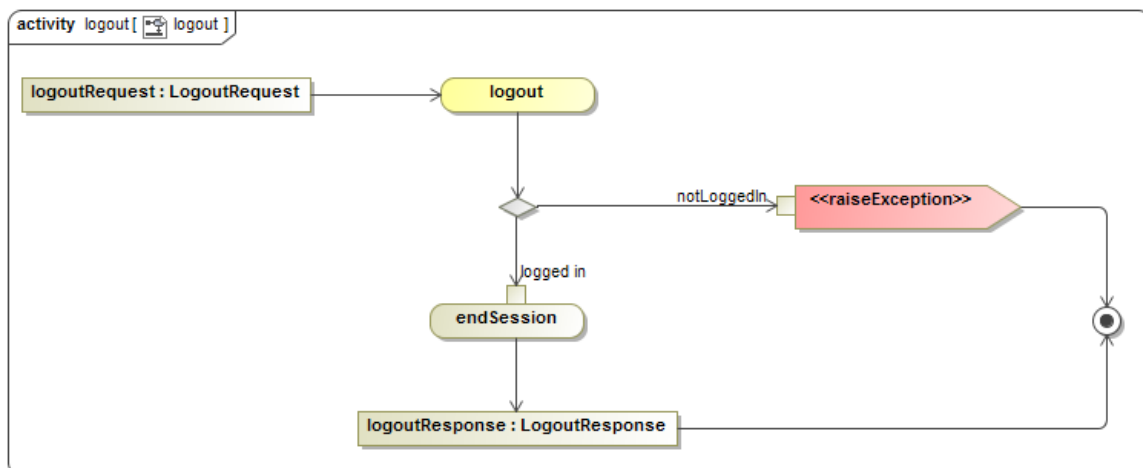 activity logout [ logout ]
logoutRequest : LogoutRequest
logout
notLoggedIn
<<raiseException>>
logged in
endSession
logoutResponse : LogoutResponse